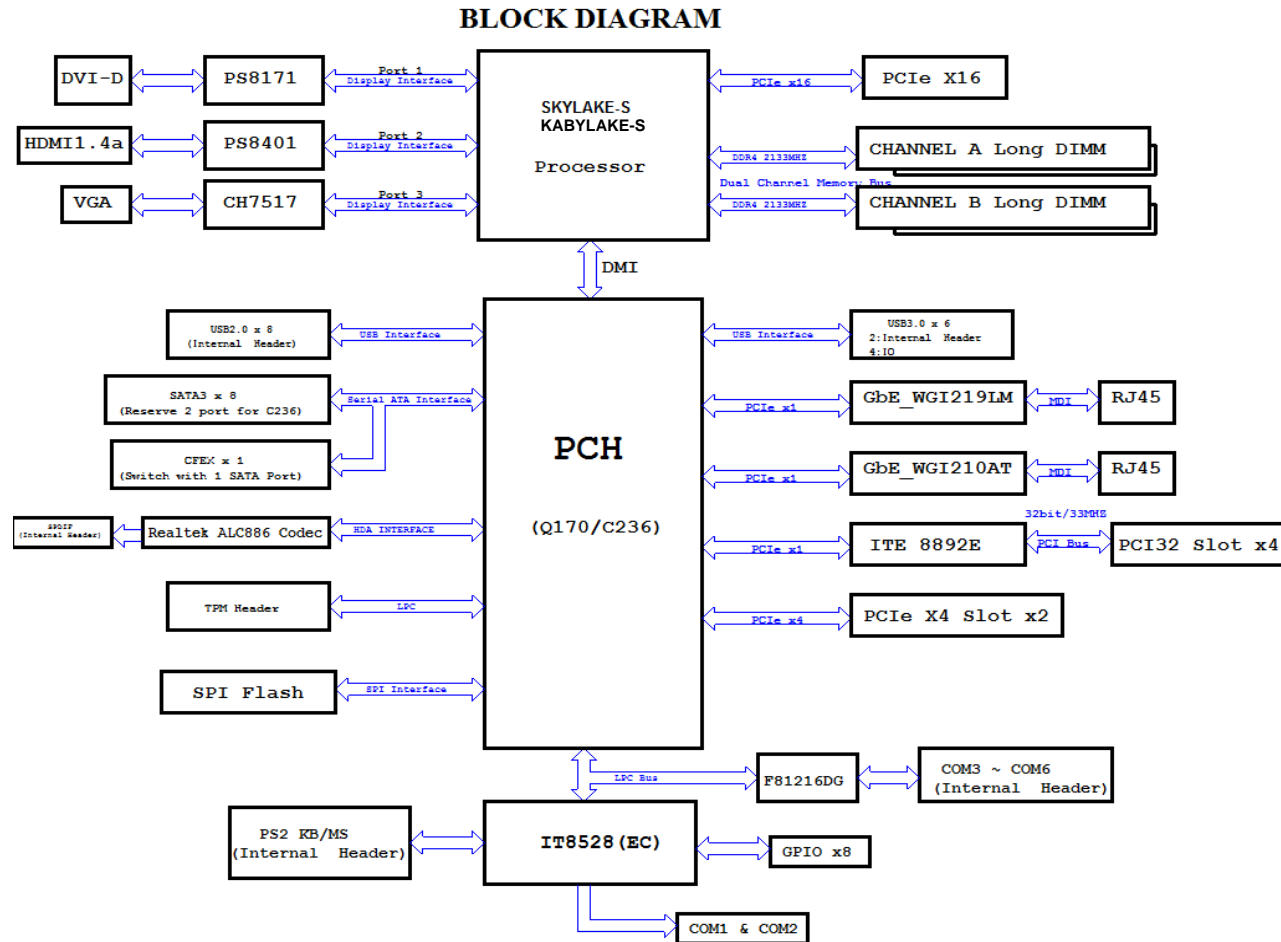 BLOCK DIAGRAM
DVI-D
PS8171
Port 1
Display Interface
SKYLAKE-S
KABYLAKE-S
Processor
PCIe x16
PCIe X16
HDMI1.4a
PS8401
Port 2
Display Interface
DDR4 2133MHZ
CHANNEL A Long DIMM
Dual Channel Memory Bus
VGA
CH7517
Port 3
Display Interface
DDR4 2133MHZ
CHANNEL B Long DIMM
DMI
USB2.0 x 8
(Internal Header)
USB Interface
PCH
(Q170/C236)
USB Interface
USB3.0 x 6
2:Internal Header
4:IO
SATA3 x 8
(Reserve 2 port for C236)
Serial ATA Interface
PCIe x1
GbE_WGI219LM
MDI
RJ45
CFEX x 1
(Switch with 1 SATA Port)
PCIe x1
GbE_WGI210AT
MDI
RJ45
SPDIF
(Internal Header)
Realtek ALC886 Codec
HDA INTERFACE
PCIe x1
ITE 8892E
32bit/33MHZ
PCI Bus
PCI32 Slot x4
TPM Header
LPC
PCIe x4
PCIe X4 Slot x2
SPI Flash
SPI Interface
LPC Bus
F81216DG
COM3 ~ COM6
(Internal Header)
PS2 KB/MS
(Internal Header)
IT8528(EC)
GPIO x8
COM1 & COM2